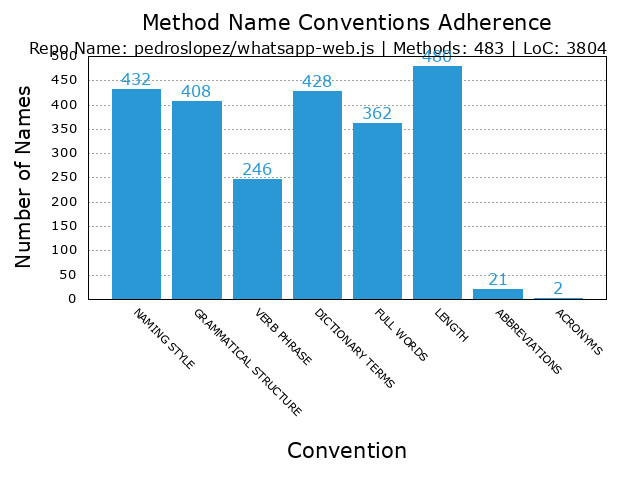 Method Name Conventions Adherence
Repo Name: pedroslopez/whatsapp-web.js | Methods: 483 | LoC: 3804
Number of Names
500
450
400
350
300
250
200
150
100
50
0
432
408
246
428
362
480
21
2
NAMING STYLE
GRAMMATICAL STRUCTURE
VERB PHRASE
DICTIONARY TERMS
FULL WORDS
LENGTH
ABBREVIATIONS
ACRONYMS
Convention